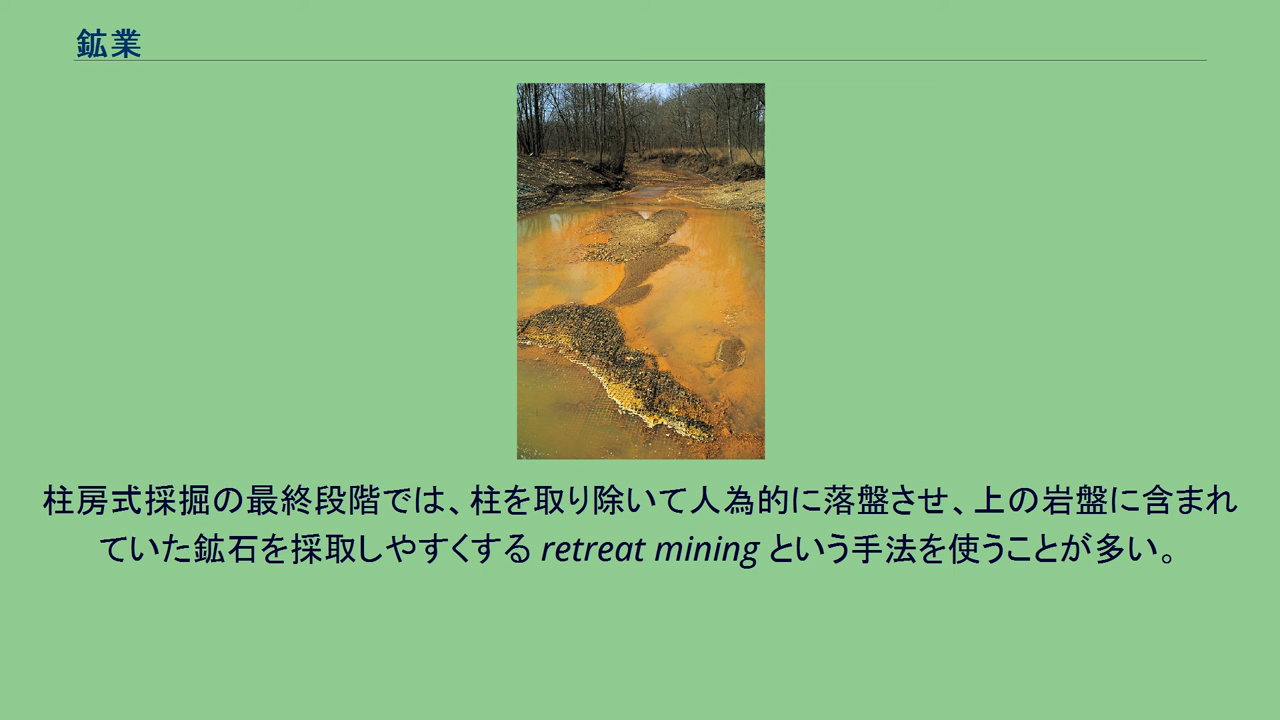 鉱業
柱房式採掘の最終段階では、柱を取り除いて人為的に落盤させ、上の岩盤に含まれ
ていた鉱石を採取しやすくする retreat mining という手法を使うことが多い。